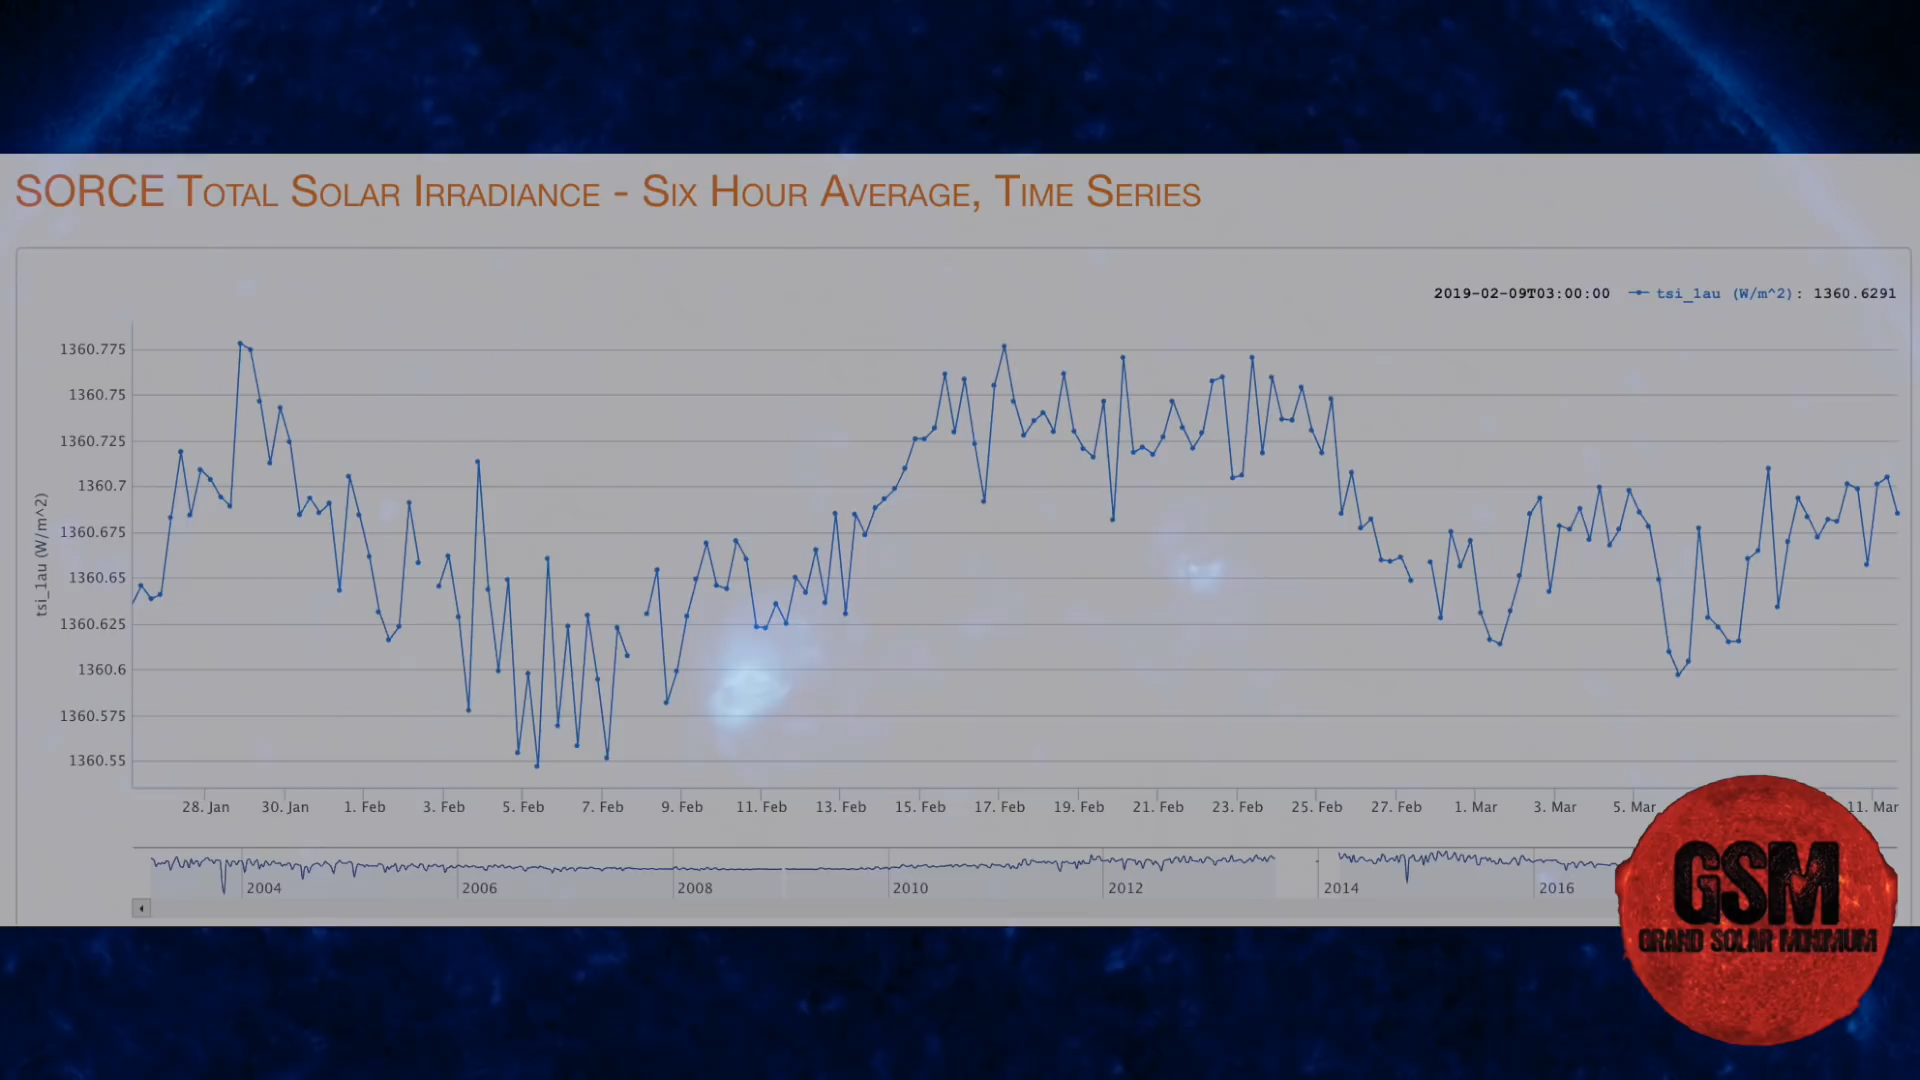 SORCE Total Solar Irradiance - Six Hour Average, Time Series
2019-02-09T03:00:00 tsi_1au (W/m^2): 1360.6291
tsi_1au (W/m^2)
1360.775
1360.75
1360.725
1360.7
1360.675
1360.65
1360.625
1360.6
1360.575
1360.55
28. Jan 30. Jan 1. Feb 3. Feb 5. Feb 7. Feb 9. Feb 11. Feb 13. Feb 15. Feb 17. Feb 19. Feb 21. Feb 23. Feb 25. Feb 27. Feb 1. Mar 3. Mar 5. Mar 11. Mar
2004 2006 2008 2010 2012 2014 2016
GSM
GRAND SOLAR MINIMUM